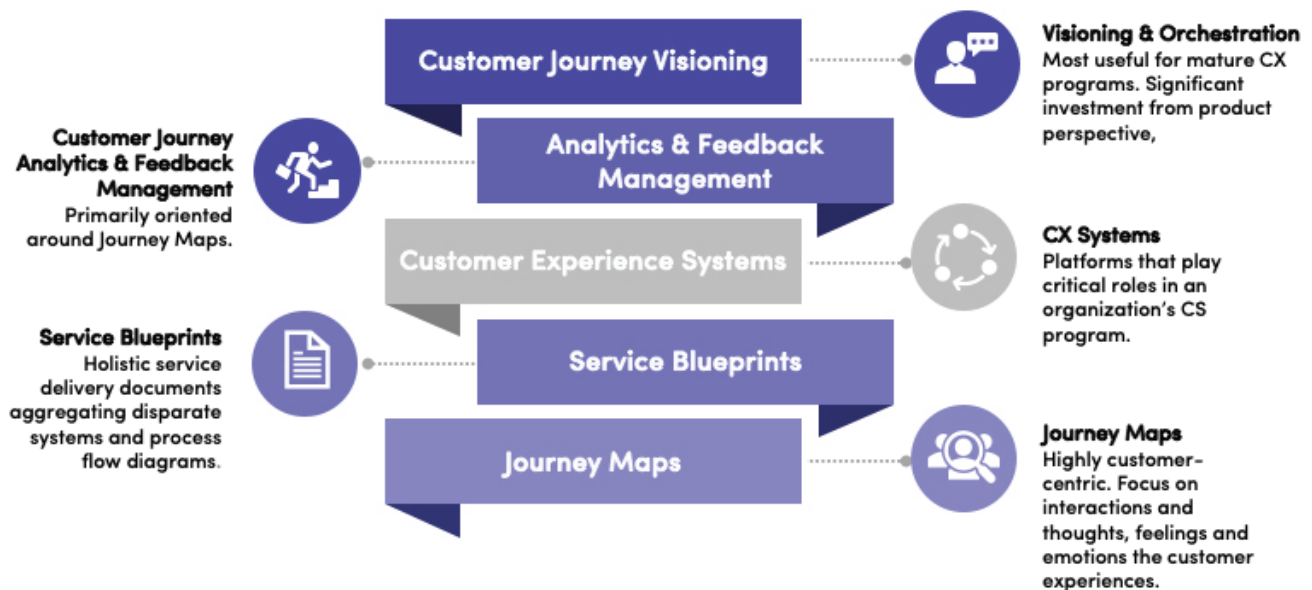 Customer Journey Visioning
Visioning & Orchestration
Most useful for mature CX
programs. Significant
investment from product
perspective,
Customer Journey
Analytics & Feedback
Management
Primarily oriented
around Journey Maps.
Analytics & Feedback
Management
Customer Experience Systems
CX Systems
Platforms that play
critical roles in an
organization's CS
program.
Service Blueprints
Holistic service
delivery documents
aggregating disparate
systems and process
flow diagrams.
Service Blueprints
Journey Maps
Journey Maps
Highly customer-
centric. Focus on
interactions and
thoughts, feelings and
emotions the customer
experiences.